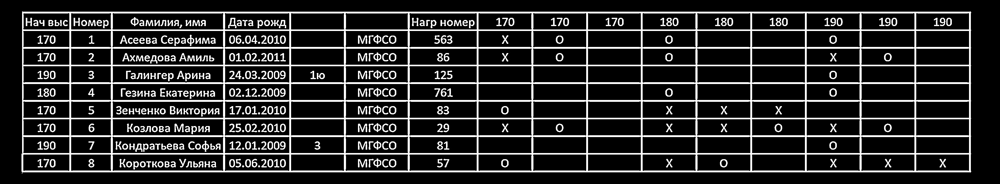 Нач выс Номер Фамилия, имя Дата рожд Нагр номер 170 170 170 180 180 180 190 190 190
170 1 Асеева Серафима 06.04.2010 МГФСО 563 X O O O
170 2 Ахмедова Амиль 01.02.2011 МГФСО 86 X O O X O
190 3 Галингер Арина 24.03.2009 1ю МГФСО 125 O
180 4 Гезина Екатерина 02.12.2009 МГФСО 761 O O
170 5 Зенченко Виктория 17.01.2010 МГФСО 83 O X X X
170 6 Козлова Мария 25.02.2010 МГФСО 29 X O X X O X O
190 7 Кондратьева Софья 12.01.2009 3 МГФСО 81 O
170 8 Короткова Ульяна 05.06.2010 МГФСО 57 O X O X X X